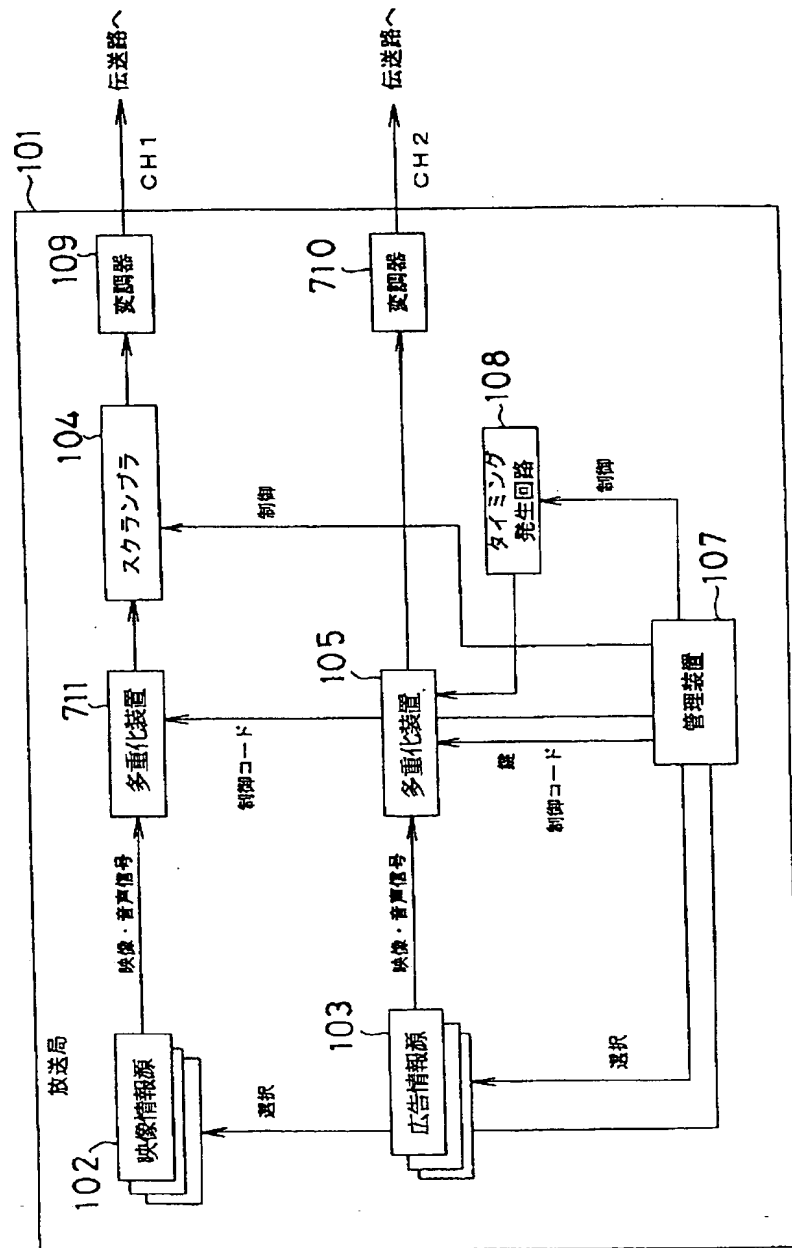 放送局
101
102
映像情報源
映像・音声信号
711
多重化装置
104
スクランブラ
109
変調器
CH1
伝送路へ
選択
制御コード
制御
103
広告情報源
映像・音声信号
105
多重化装置
710
変調器
CH2
伝送路へ
鍵
制御コード
108
タイミング
発生回路
制御
選択
107
管理装置